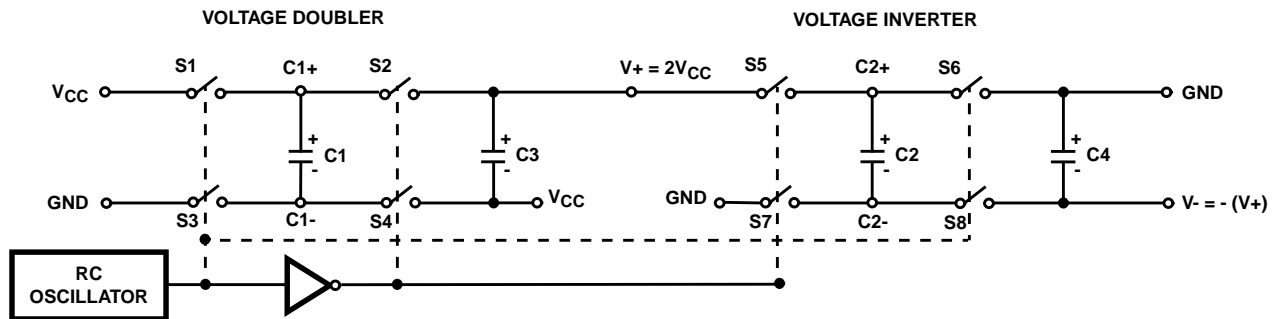 VOLTAGE DOUBLER
VOLTAGE INVERTER
S1 C1+ S2 V+ = 2VCC S5 C2+ S6
VCC GND
+ + + +
C1 C3 C2 C4
- - - -
GND VCC GND V- = - (V+)
S3 C1- S4 S7 C2- S8
RC
OSCILLATOR